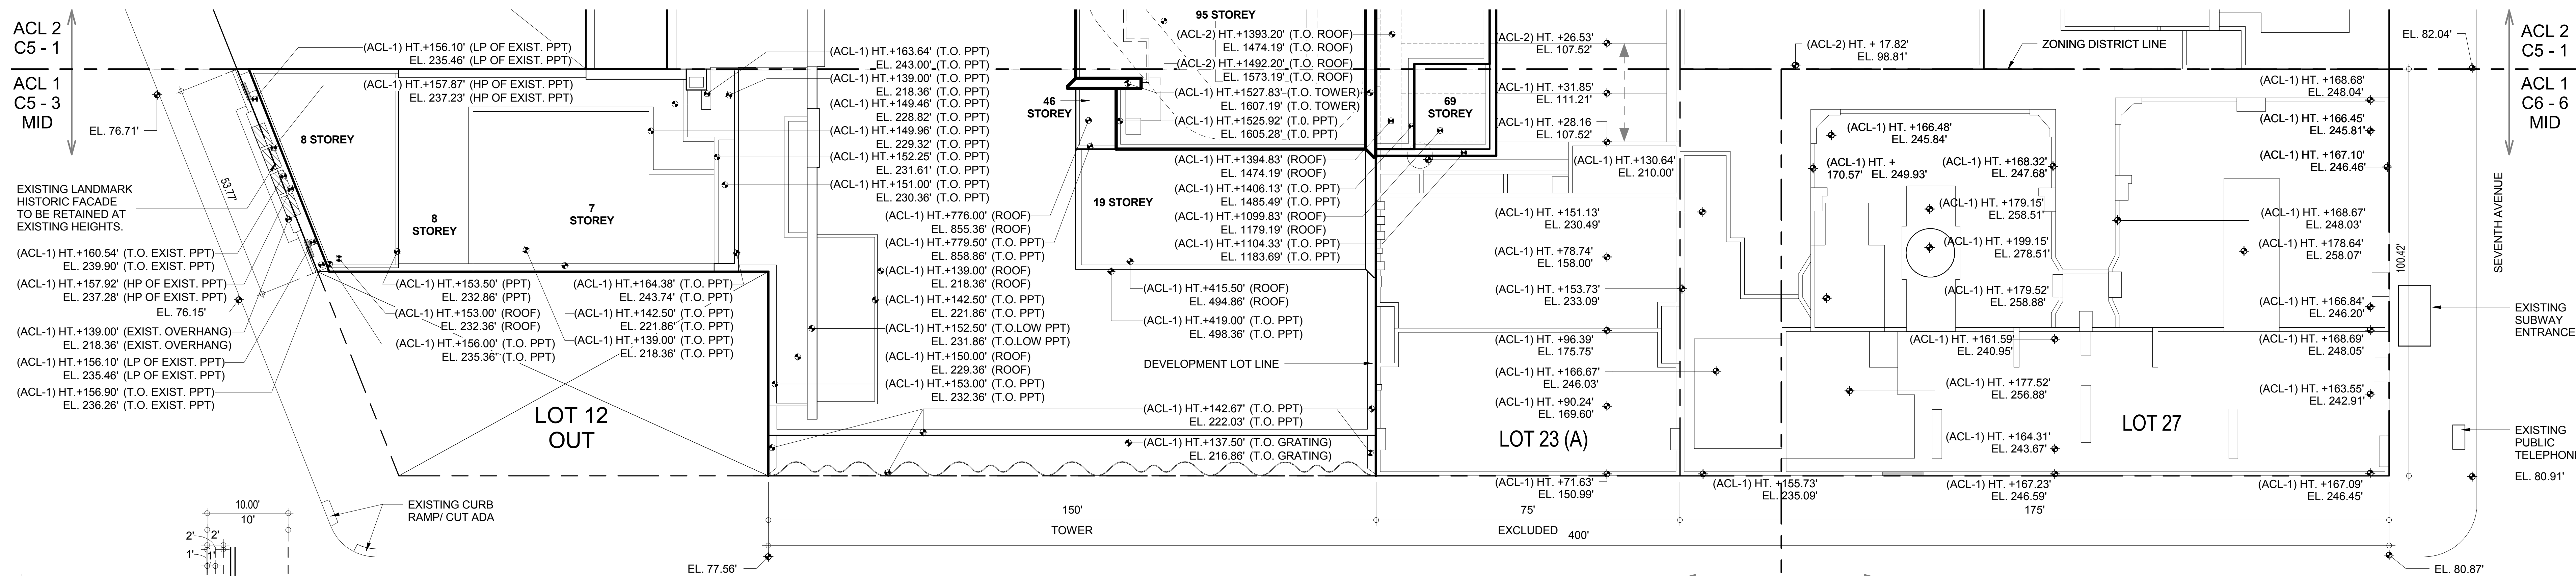 ACL 2
C5 - 1
ACL 1
C5 - 3
MID
EL. 76.71'
EXISTING LANDMARK
HISTORIC FACADE
TO BE RETAINED AT
EXISTING HEIGHTS.
53.77'
(ACL-1) HT.+160.54' (T.O. EXIST. PPT)
EL. 239.90' (T.O. EXIST. PPT)
(ACL-1) HT.+157.92' (HP OF EXIST. PPT)
EL. 237.28' (HP OF EXIST. PPT)
EL. 76.15'
(ACL-1) HT.+139.00' (EXIST. OVERHANG)
EL. 218.36' (EXIST. OVERHANG)
(ACL-1) HT.+156.10' (LP OF EXIST. PPT)
EL. 235.46' (LP OF EXIST. PPT)
(ACL-1) HT.+156.90' (T.O. EXIST. PPT)
EL. 236.26' (T.O. EXIST. PPT)
(ACL-1) HT.+156.10' (LP OF EXIST. PPT)
EL. 235.46' (LP OF EXIST. PPT)
(ACL-1) HT.+157.87' (HP OF EXIST. PPT)
EL. 237.23' (HP OF EXIST. PPT)
8 STOREY
8
STOREY
7
STOREY
(ACL-1) HT.+153.50' (PPT)
EL. 232.86' (PPT)
(ACL-1) HT.+153.00' (ROOF)
EL. 232.36' (ROOF)
(ACL-1) HT.+156.00' (T.O. PPT)
EL. 235.36' (T.O. PPT)
(ACL-1) HT.+164.38' (T.O. PPT)
EL. 243.74' (T.O. PPT)
(ACL-1) HT.+142.50' (T.O. PPT)
EL. 221.86' (T.O. PPT)
(ACL-1) HT.+139.00' (T.O. PPT)
EL. 218.36' (T.O. PPT)
LOT 12
OUT
EXISTING CURB
RAMP/ CUT ADA
10.00'
10'
2'
2'
1'
1'
(ACL-1) HT.+163.64' (T.O. PPT)
EL. 243.00' (T.O. PPT)
(ACL-1) HT.+139.00' (T.O. PPT)
EL. 218.36' (T.O. PPT)
(ACL-1) HT.+149.46' (T.O. PPT)
EL. 228.82' (T.O. PPT)
(ACL-1) HT.+149.96' (T.O. PPT)
EL. 229.32' (T.O. PPT)
(ACL-1) HT.+152.25' (T.O. PPT)
EL. 231.61' (T.O. PPT)
(ACL-1) HT.+151.00' (T.O. PPT)
EL. 230.36' (T.O. PPT)
(ACL-1) HT.+776.00' (ROOF)
EL. 855.36' (ROOF)
(ACL-1) HT.+779.50' (T.O. PPT)
EL. 858.86' (T.O. PPT)
(ACL-1) HT.+139.00' (ROOF)
EL. 218.36' (ROOF)
(ACL-1) HT.+142.50' (T.O. PPT)
EL. 221.86' (T.O. PPT)
(ACL-1) HT.+152.50' (T.O.LOW PPT)
EL. 231.86' (T.O.LOW PPT)
(ACL-1) HT.+150.00' (ROOF)
EL. 229.36' (ROOF)
(ACL-1) HT.+153.00' (T.O. PPT)
EL. 232.36' (T.O. PPT)
46
STOREY
19 STOREY
95 STOREY
(ACL-2) HT.+1393.20' (T.O. ROOF)
EL. 1474.19' (T.O. ROOF)
(ACL-2) HT.+1492.20' (T.O. ROOF)
EL. 1573.19' (T.O. ROOF)
(ACL-1) HT.+1527.83' (T.O. TOWER)
EL. 1607.19' (T.O. TOWER)
(ACL-1) HT.+1525.92' (T.0. PPT)
EL. 1605.28' (T.0. PPT)
(ACL-1) HT.+1394.83' (ROOF)
EL. 1474.19' (ROOF)
(ACL-1) HT.+1406.13' (T.O. PPT)
EL. 1485.49' (T.O. PPT)
(ACL-1) HT.+1099.83' (ROOF)
EL. 1179.19' (ROOF)
(ACL-1) HT.+1104.33' (T.O. PPT)
EL. 1183.69' (T.O. PPT)
(ACL-1) HT.+415.50' (ROOF)
EL. 494.86' (ROOF)
(ACL-1) HT.+419.00' (T.O. PPT)
EL. 498.36' (T.O. PPT)
DEVELOPMENT LOT LINE
(ACL-1) HT.+142.67' (T.O. PPT)
EL. 222.03' (T.O. PPT)
(ACL-1) HT.+137.50' (T.O. GRATING)
EL. 216.86' (T.O. GRATING)
69
STOREY
(ACL-2) HT. +26.53'
EL. 107.52'
(ACL-1) HT. +31.85'
EL. 111.21'
(ACL-1) HT. +28.16
EL. 107.52'
(ACL-1) HT. +130.64'
EL. 210.00'
(ACL-1) HT. +151.13'
EL. 230.49'
(ACL-1) HT. +78.74'
EL. 158.00'
(ACL-1) HT. +153.73'
EL. 233.09'
(ACL-1) HT. +96.39'
EL. 175.75'
(ACL-1) HT. +166.67'
EL. 246.03'
(ACL-1) HT. +90.24'
EL. 169.60'
LOT 23 (A)
(ACL-1) HT. +71.63'
EL. 150.99'
(ACL-1) HT. +155.73'
EL. 235.09'
(ACL-2) HT. + 17.82'
EL. 98.81'
ZONING DISTRICT LINE
(ACL-1) HT. +166.48'
EL. 245.84'
(ACL-1) HT. +
170.57' EL. 249.93'
(ACL-1) HT. +168.32'
EL. 247.68'
(ACL-1) HT. +179.15'
EL. 258.51'
(ACL-1) HT. +199.15'
EL. 278.51'
(ACL-1) HT. +179.52'
EL. 258.88'
(ACL-1) HT. +161.59'
EL. 240.95'
(ACL-1) HT. +177.52'
EL. 256.88'
(ACL-1) HT. +164.31'
EL. 243.67'
(ACL-1) HT. +167.23'
EL. 246.59'
LOT 27
(ACL-1) HT. +168.68'
EL. 248.04'
(ACL-1) HT. +166.45'
EL. 245.81'
(ACL-1) HT. +167.10'
EL. 246.46'
(ACL-1) HT. +168.67'
EL. 248.03'
(ACL-1) HT. +178.64'
EL. 258.07'
(ACL-1) HT. +166.84'
EL. 246.20'
(ACL-1) HT. +168.69'
EL. 248.05'
(ACL-1) HT. +163.55'
EL. 242.91'
(ACL-1) HT. +167.09'
EL. 246.45'
EL. 82.04'
ACL 2
C5 - 1
ACL 1
C6 - 6
MID
SEVENTH AVENUE
100.42'
EXISTING
SUBWAY
ENTRANCE
EXISTING
PUBLIC
TELEPHON
EL. 80.91'
150'
TOWER
75'
EXCLUDED
175'
400'
EL. 77.56'
EL. 80.87'